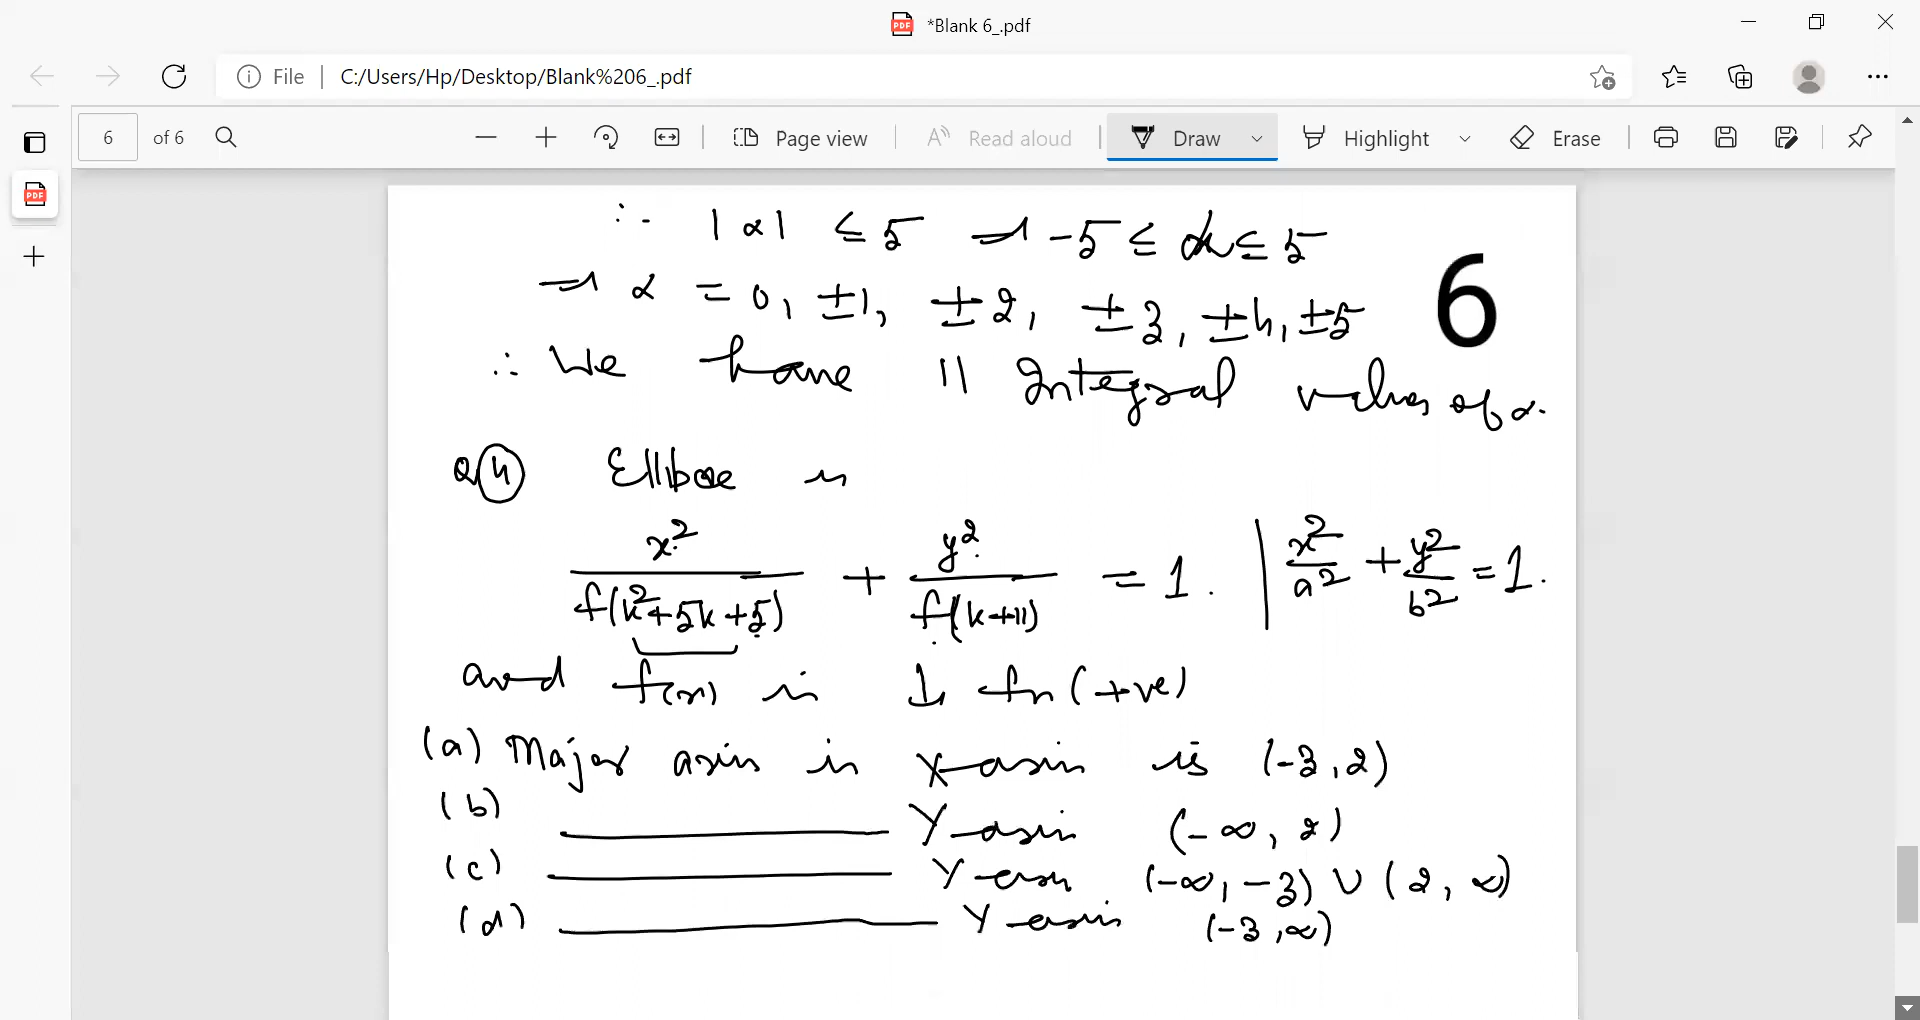 *Blank 6_.pdf
File | C:/Users/Hp/Desktop/Blank%206_.pdf
6 of 6 Page view Read aloud Draw Highlight Erase
∴ |α| ≤ 5 ⇒ -5 ≤ α ≤ 5
⇒ α = 0, ±1, ±2, ±3, ±4, ±5
6
∴ We have 11 Integral values of α.
Q(4) Ellipse is
x²/f(k²+5k+5) + y²/f(k+11) = 1. | x²/a² + y²/b² = 1.
and f(x) is ↓ fn (+ve)
(a) Major axis is X-axis is (-3, 2)
(b) ________ Y-axis (-∞, 2)
(c) ________ Y-axis (-∞, -3) ∪ (2, ∞)
(d) ________ Y-axis (-3, ∞)